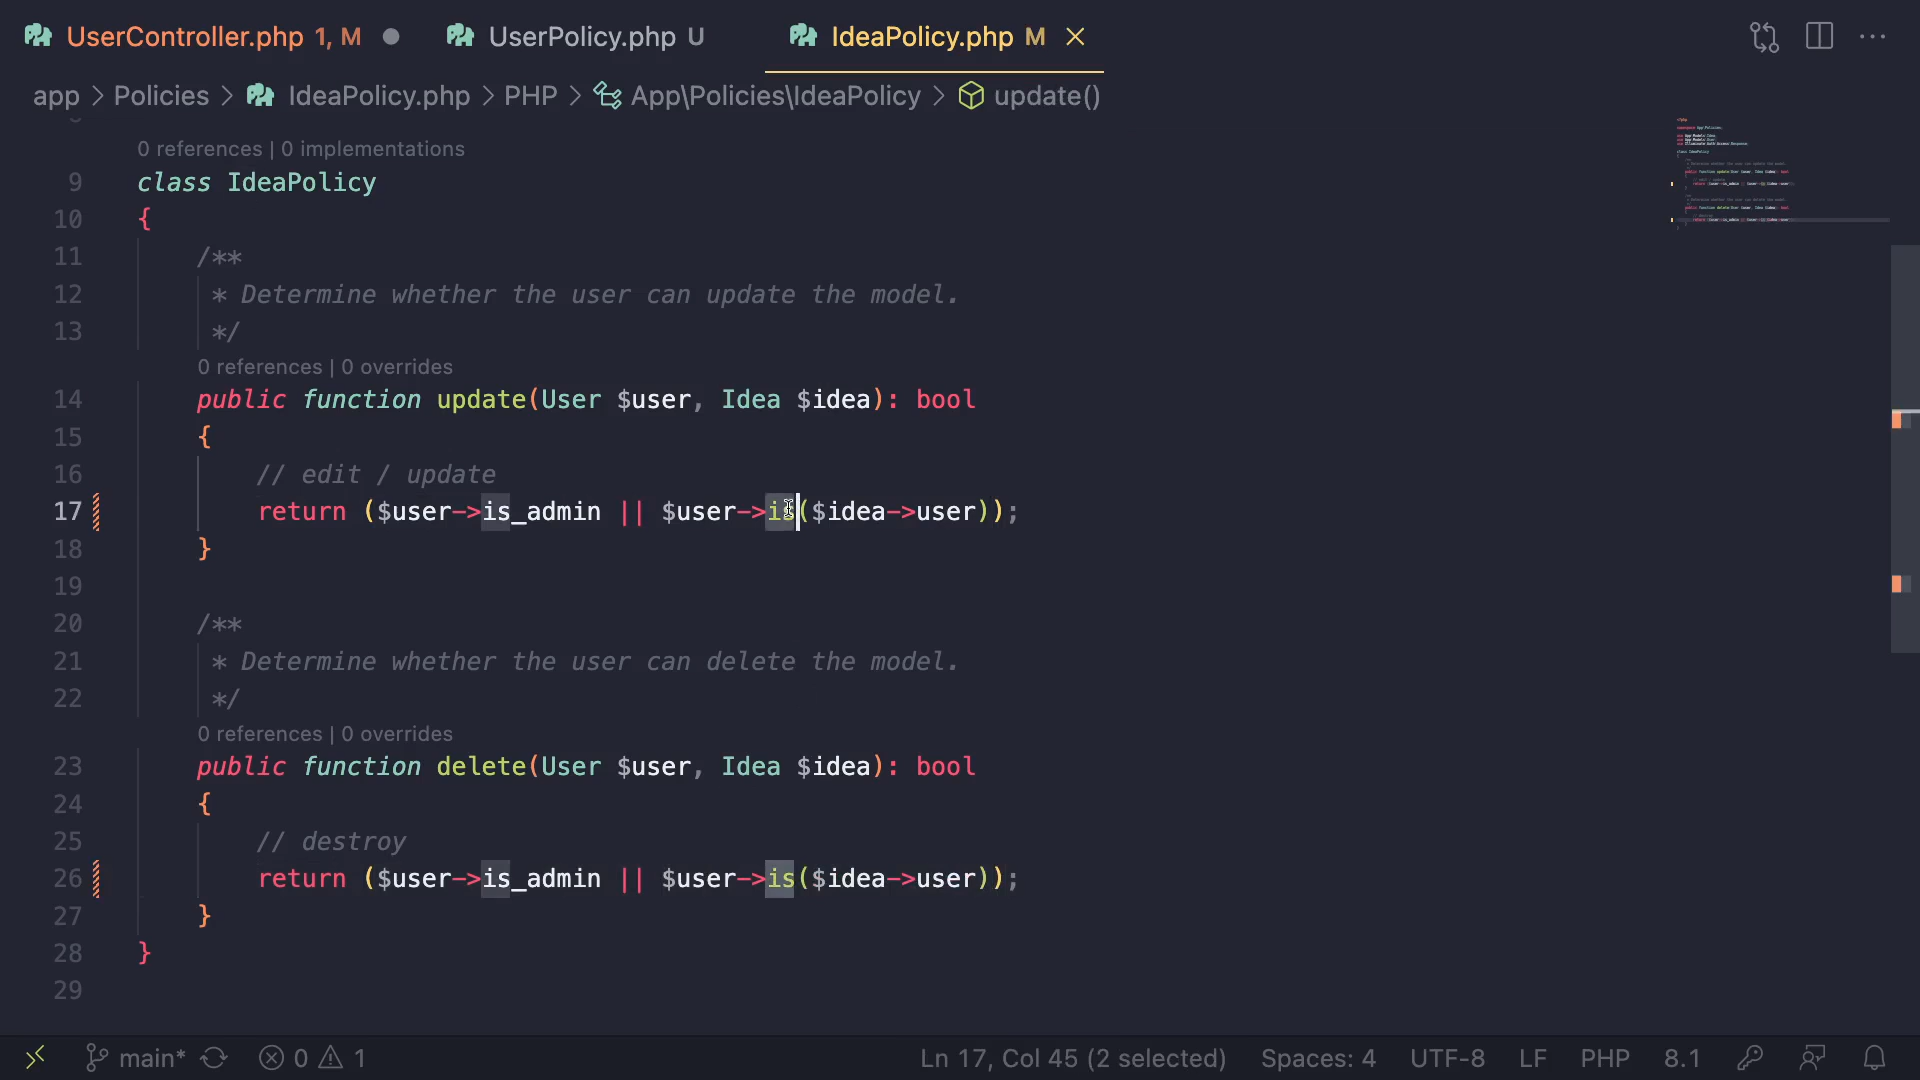 UserController.php 1, M UserPolicy.php U IdeaPolicy.php M
app > Policies > IdeaPolicy.php > PHP > App\Policies\IdeaPolicy > update()
0 references | 0 implementations
9 class IdeaPolicy
10 {
11 /**
12 * Determine whether the user can update the model.
13 */
0 references | 0 overrides
14 public function update(User $user, Idea $idea): bool
15 {
16 // edit / update
17 return ($user->is_admin || $user->is($idea->user));
18 }
19
20 /**
21 * Determine whether the user can delete the model.
22 */
0 references | 0 overrides
23 public function delete(User $user, Idea $idea): bool
24 {
25 // destroy
26 return ($user->is_admin || $user->is($idea->user));
27 }
28 }
29
main* 0 1 Ln 17, Col 45 (2 selected) Spaces: 4 UTF-8 LF PHP 8.1